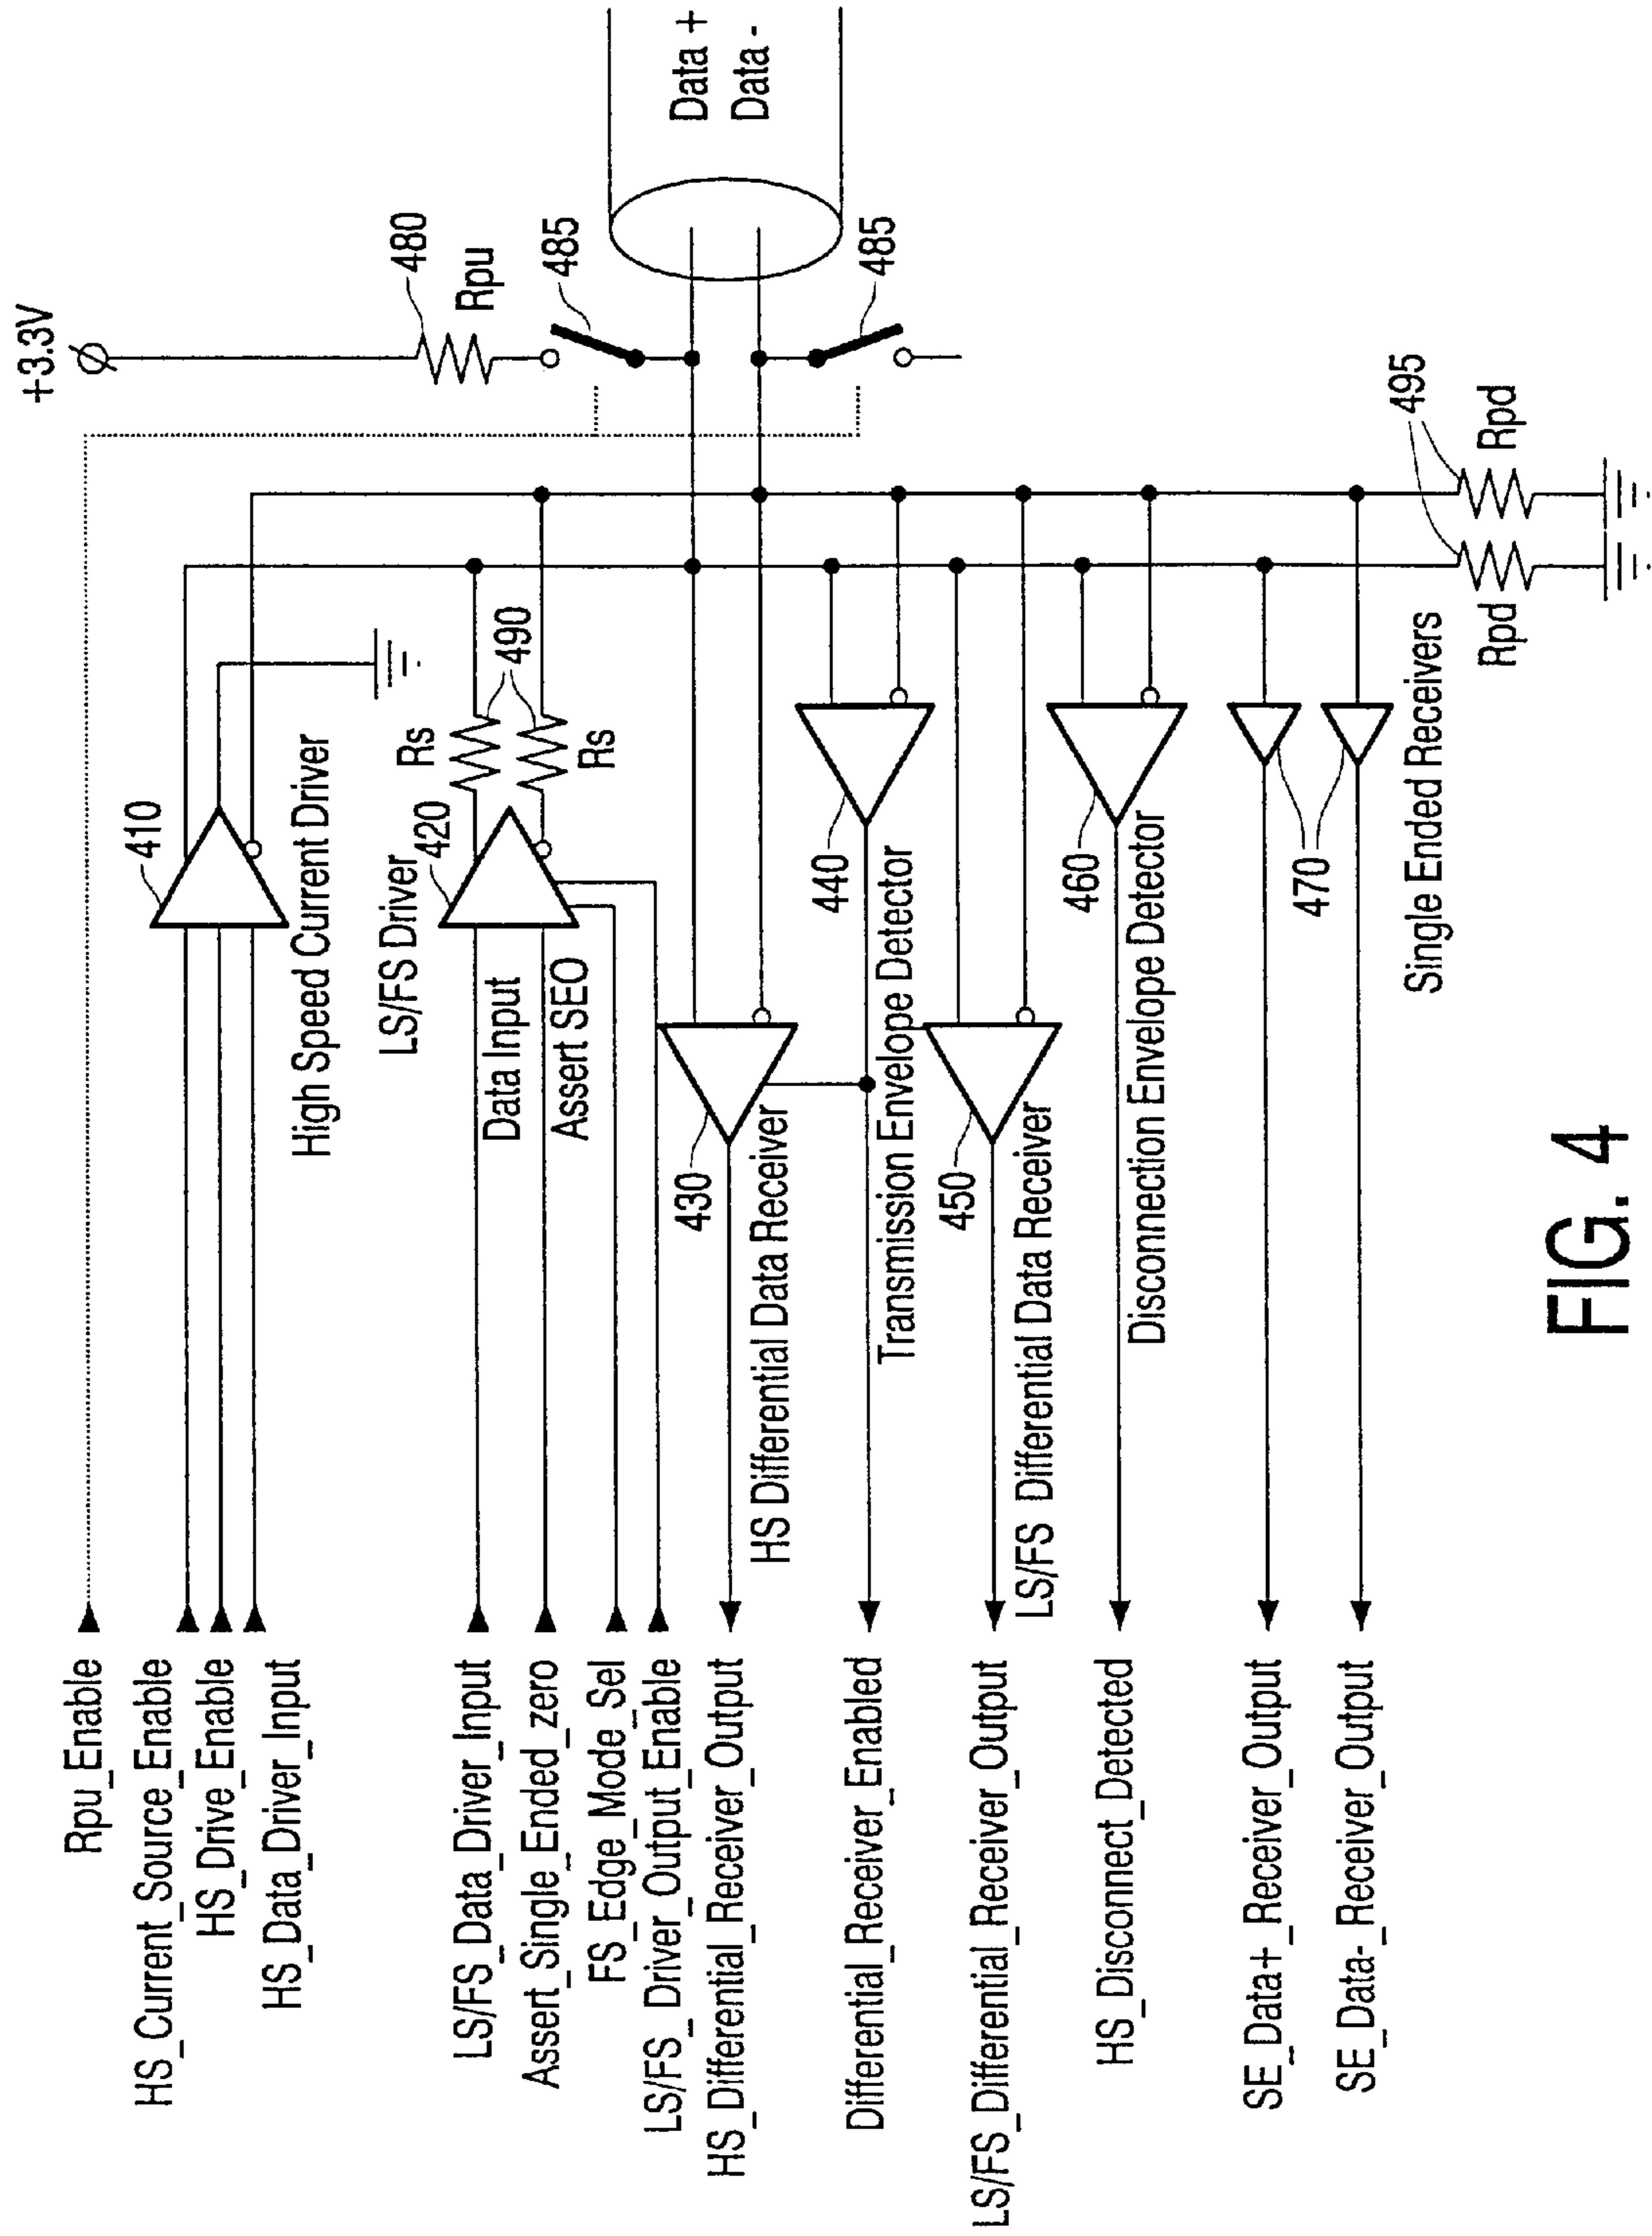 +3.3V
480
Rpu
485
Data +
Data -
485
Rpu_Enable
HS_Current_Source_Enable
HS_Drive_Enable
HS_Data_Driver_Input
410
High Speed Current Driver
LS/FS Driver
420
Rs
490
Rs
Data Input
Assert SEO
LS/FS_Data_Driver_Input
Assert_Single_Ended_zero
FS_Edge_Mode_Sel
LS/FS_Driver_Output_Enable
HS_Differential_Receiver_Output
430
HS Differential Data Receiver
440
Transmission Envelope Detector
Differential_Receiver_Enabled
450
LS/FS Differential Data Receiver
LS/FS_Differential_Receiver_Output
460
Disconnection Envelope Detector
HS_Disconnect_Detected
470
Single Ended Receivers
SE_Data+_Receiver_Output
SE_Data-_Receiver_Output
495
Rpd
Rpd
FIG. 4